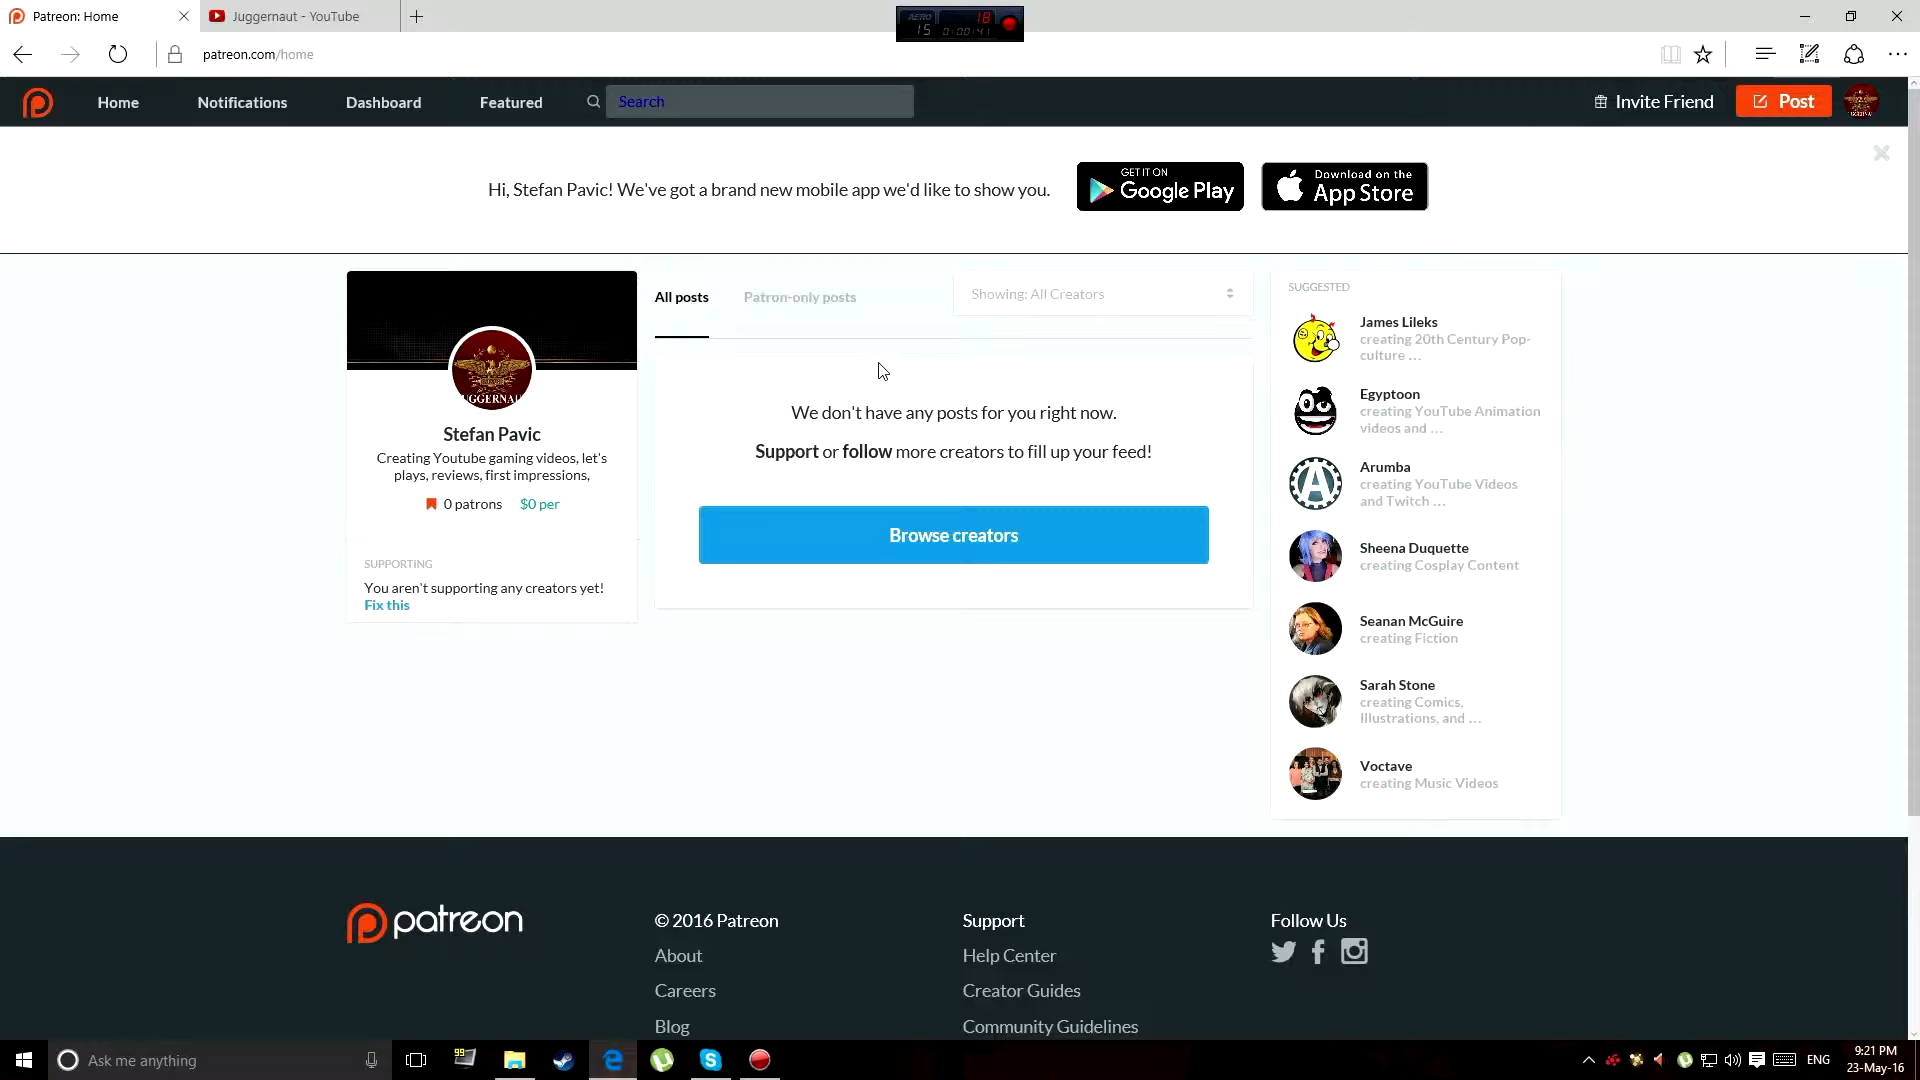 Patreon: Home
Juggernaut - YouTube
AERO
15
18
0:00:41
patreon.com/home
Home
Notifications
Dashboard
Featured
Search
Invite Friend
Post
Hi, Stefan Pavic! We've got a brand new mobile app we'd like to show you.
GET IT ON
Google Play
Download on the
App Store
Stefan Pavic
Creating Youtube gaming videos, let's
plays, reviews, first impressions,
0 patrons $0 per
SUPPORTING
You aren't supporting any creators yet!
Fix this
All posts
Patron-only posts
Showing: All Creators
We don't have any posts for you right now.
Support or follow more creators to fill up your feed!
Browse creators
SUGGESTED
James Lileks
creating 20th Century Pop-
culture ...
Egyptoon
creating YouTube Animation
videos and ...
Arumba
creating YouTube Videos
and Twitch ...
Sheena Duquette
creating Cosplay Content
Seanan McGuire
creating Fiction
Sarah Stone
creating Comics,
Illustrations, and ...
Voctave
creating Music Videos
patreon
© 2016 Patreon
About
Careers
Blog
Support
Help Center
Creator Guides
Community Guidelines
Follow Us
Ask me anything
99
ENG
9:21 PM
23-May-16